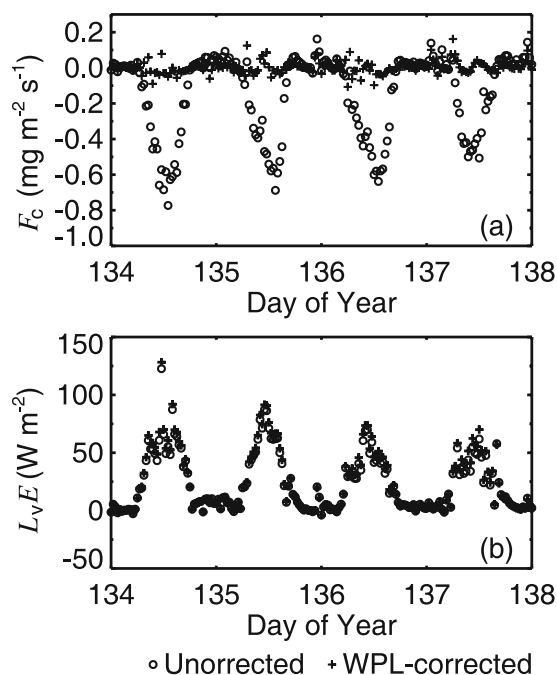 0.2
0.0
-0.2
-0.4
-0.6
-0.8
-1.0
F_c (mg m⁻² s⁻¹)
(a)
134 135 136 137 138
Day of Year
150
100
50
0
-50
L_vE (W m⁻²)
(b)
134 135 136 137 138
Day of Year
Unorrected + WPL-corrected